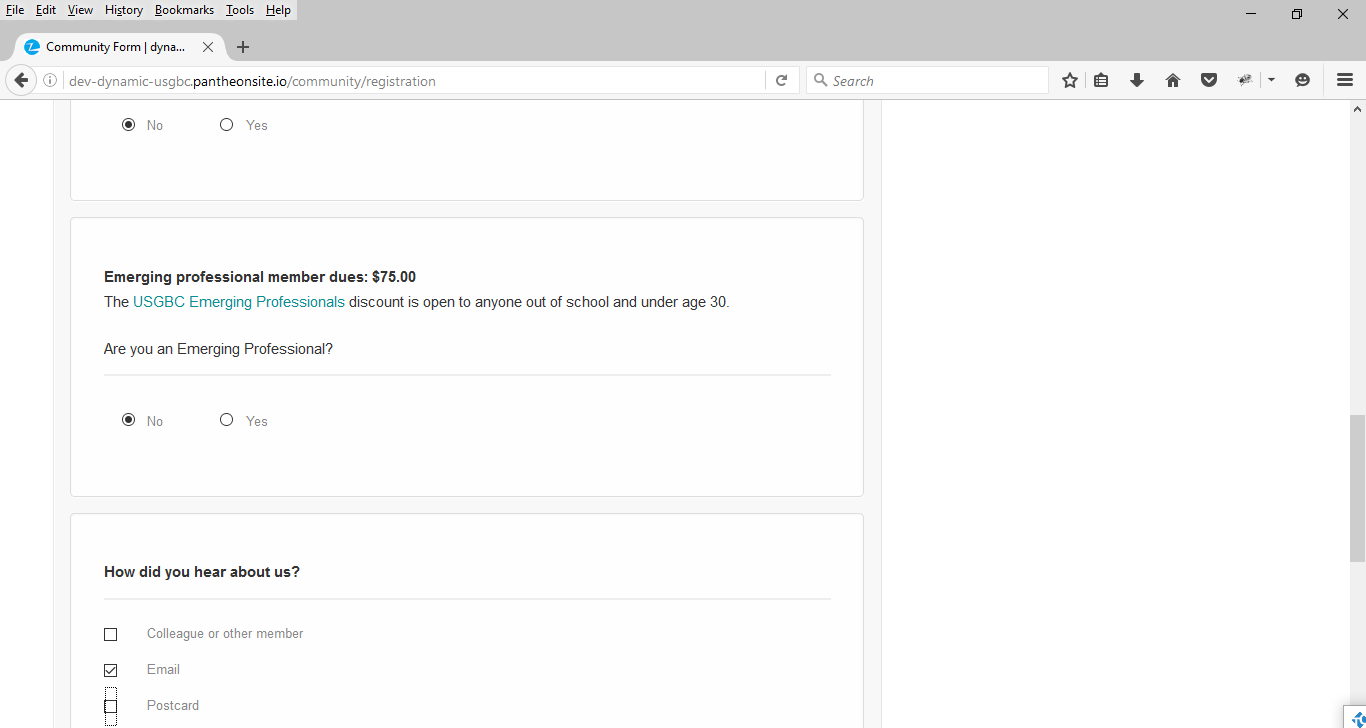 File Edit View History Bookmarks Tools Help
Community Form | dyna...
dev-dynamic-usgbc.pantheonsite.io/community/registration
Search
No Yes
Emerging professional member dues: $75.00
The USGBC Emerging Professionals discount is open to anyone out of school and under age 30.
Are you an Emerging Professional?
No Yes
How did you hear about us?
Colleague or other member
Email
Postcard